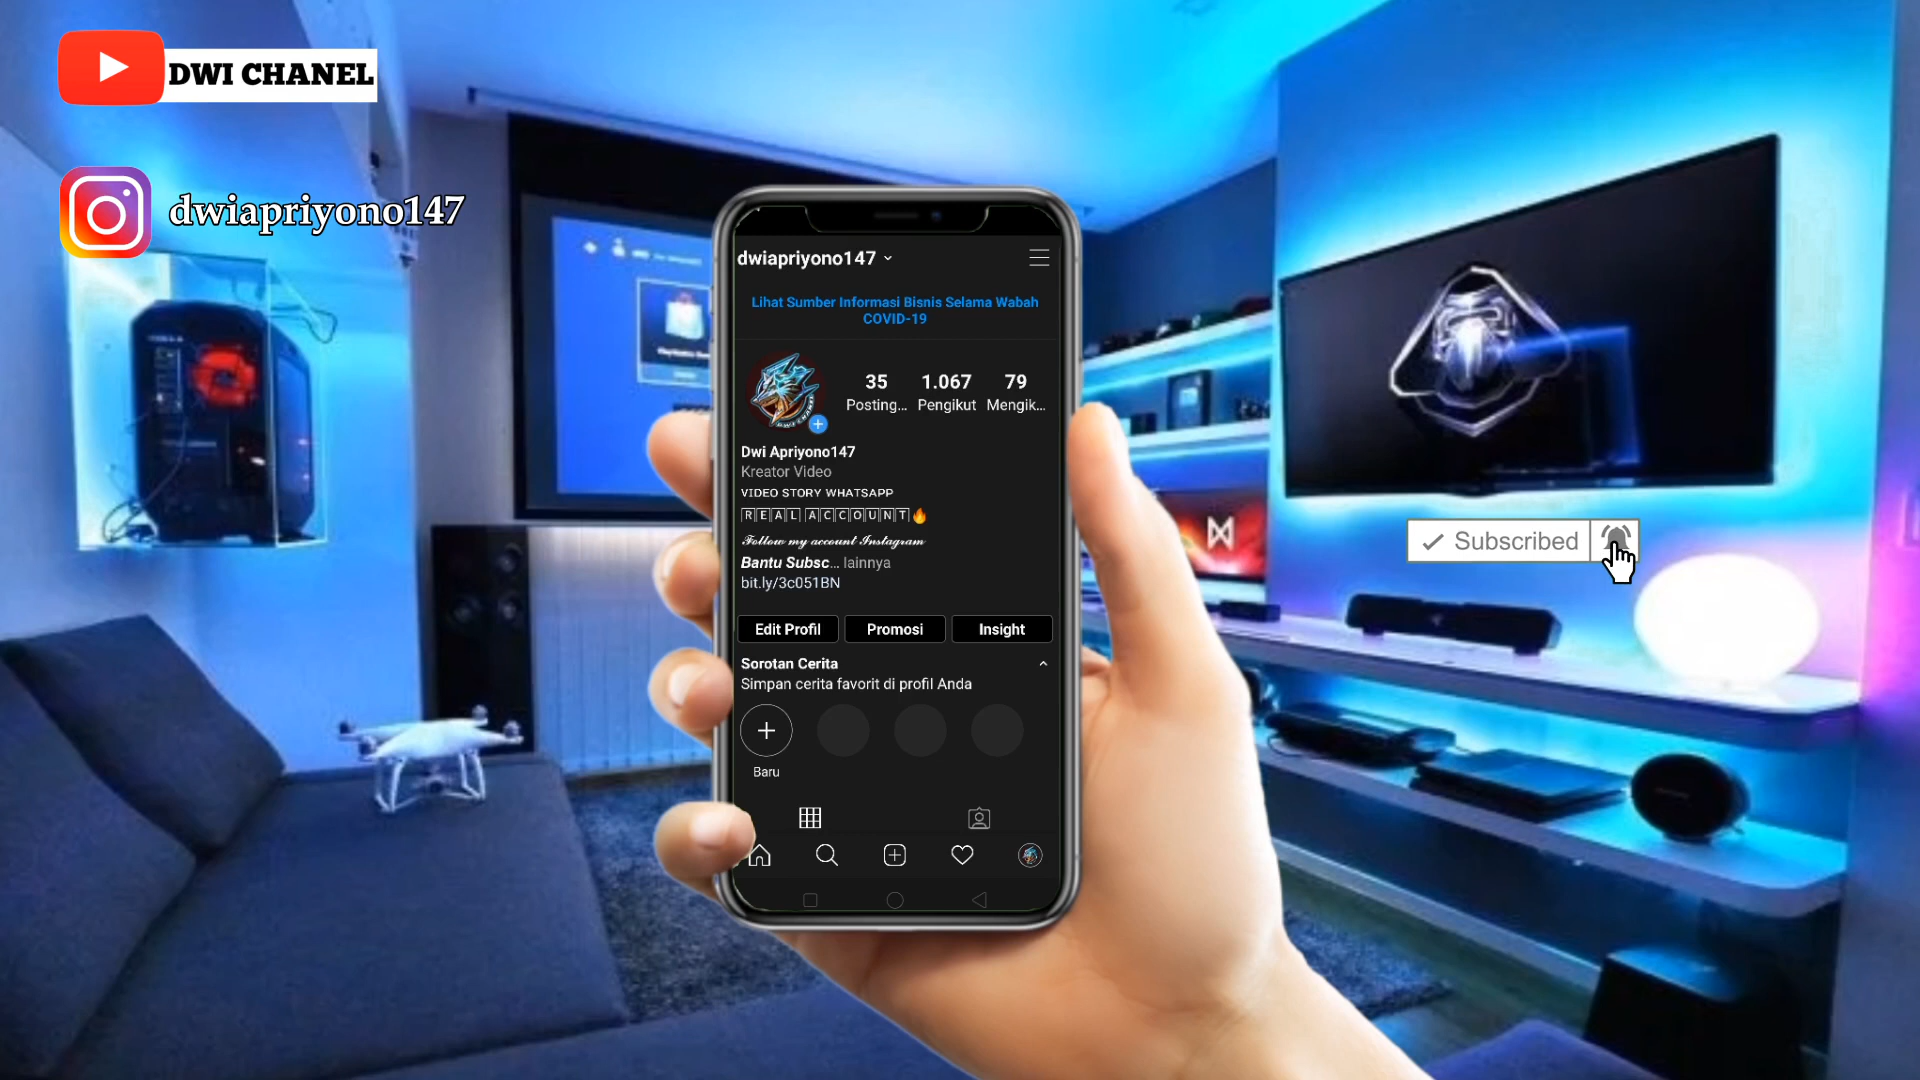 DWI CHANEL
dwiapriyono147
dwiapriyono147
Lihat Sumber Informasi Bisnis Selama Wabah
COVID-19
35 1.067 79
Posting... Pengikut Mengik...
Dwi Apriyono147
Kreator Video
VIDEO STORY WHATSAPP
🅁🄴🄰🄻 🄰🄲🄲🄾🅄🄽🅃🔥
𝓕𝓸𝓵𝓵𝓸𝔀 𝓶𝔂 𝓪𝓬𝓬𝓸𝓾𝓷𝓽 𝓘𝓷𝓼𝓽𝓪𝓰𝓻𝓪𝓶
Bantu Subsc... lainnya
bit.ly/3c051BN
Edit Profil Promosi Insight
Sorotan Cerita
Simpan cerita favorit di profil Anda
Baru
Subscribed